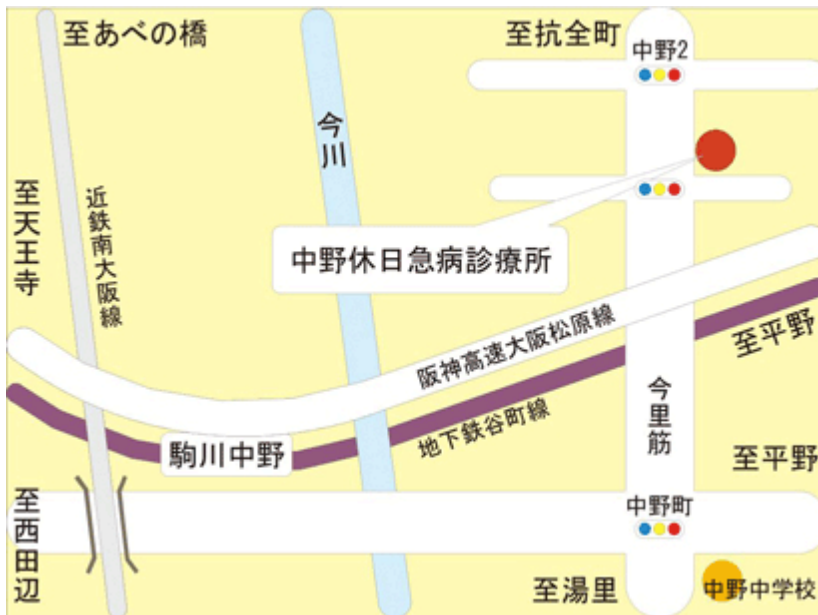 至あべの橋
至抗全町
中野2
今川
至天王寺
近鉄南大阪線
中野休日急病診療所
阪神高速大阪松原線
至平野
地下鉄谷町線
今里筋
駒川中野
至平野
至西田辺
中野町
至湯里
中野中学校